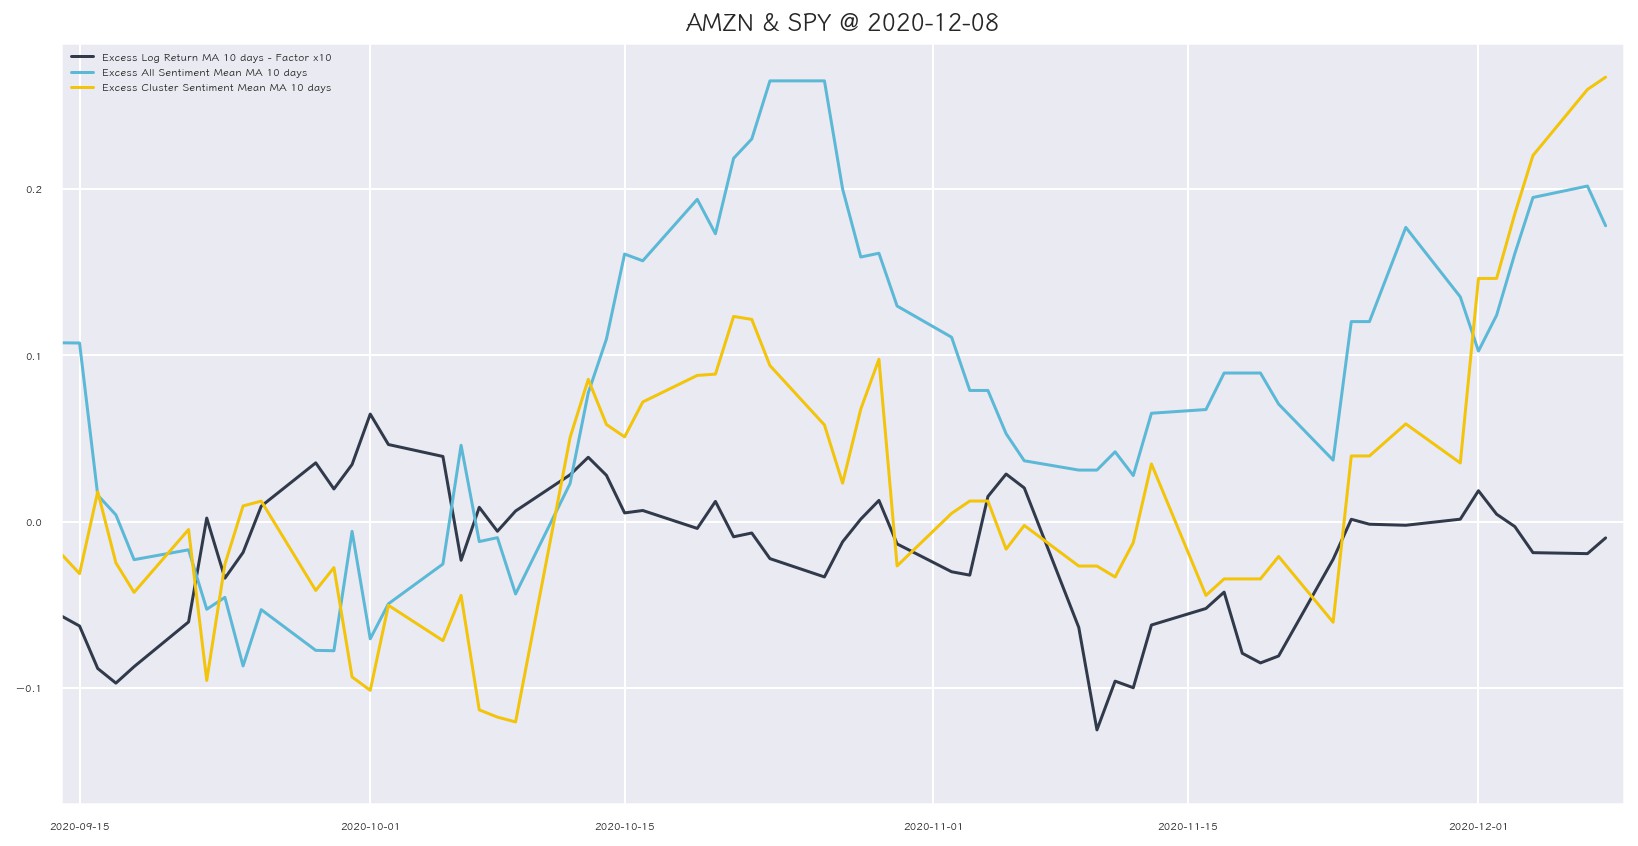 AMZN & SPY @ 2020-12-08
Excess Log Return MA 10 days - Factor x10
Excess All Sentiment Mean MA 10 days
Excess Cluster Sentiment Mean MA 10 days
0.2
0.1
0.0
−0.1
2020-09-15 2020-10-01 2020-10-15 2020-11-01 2020-11-15 2020-12-01